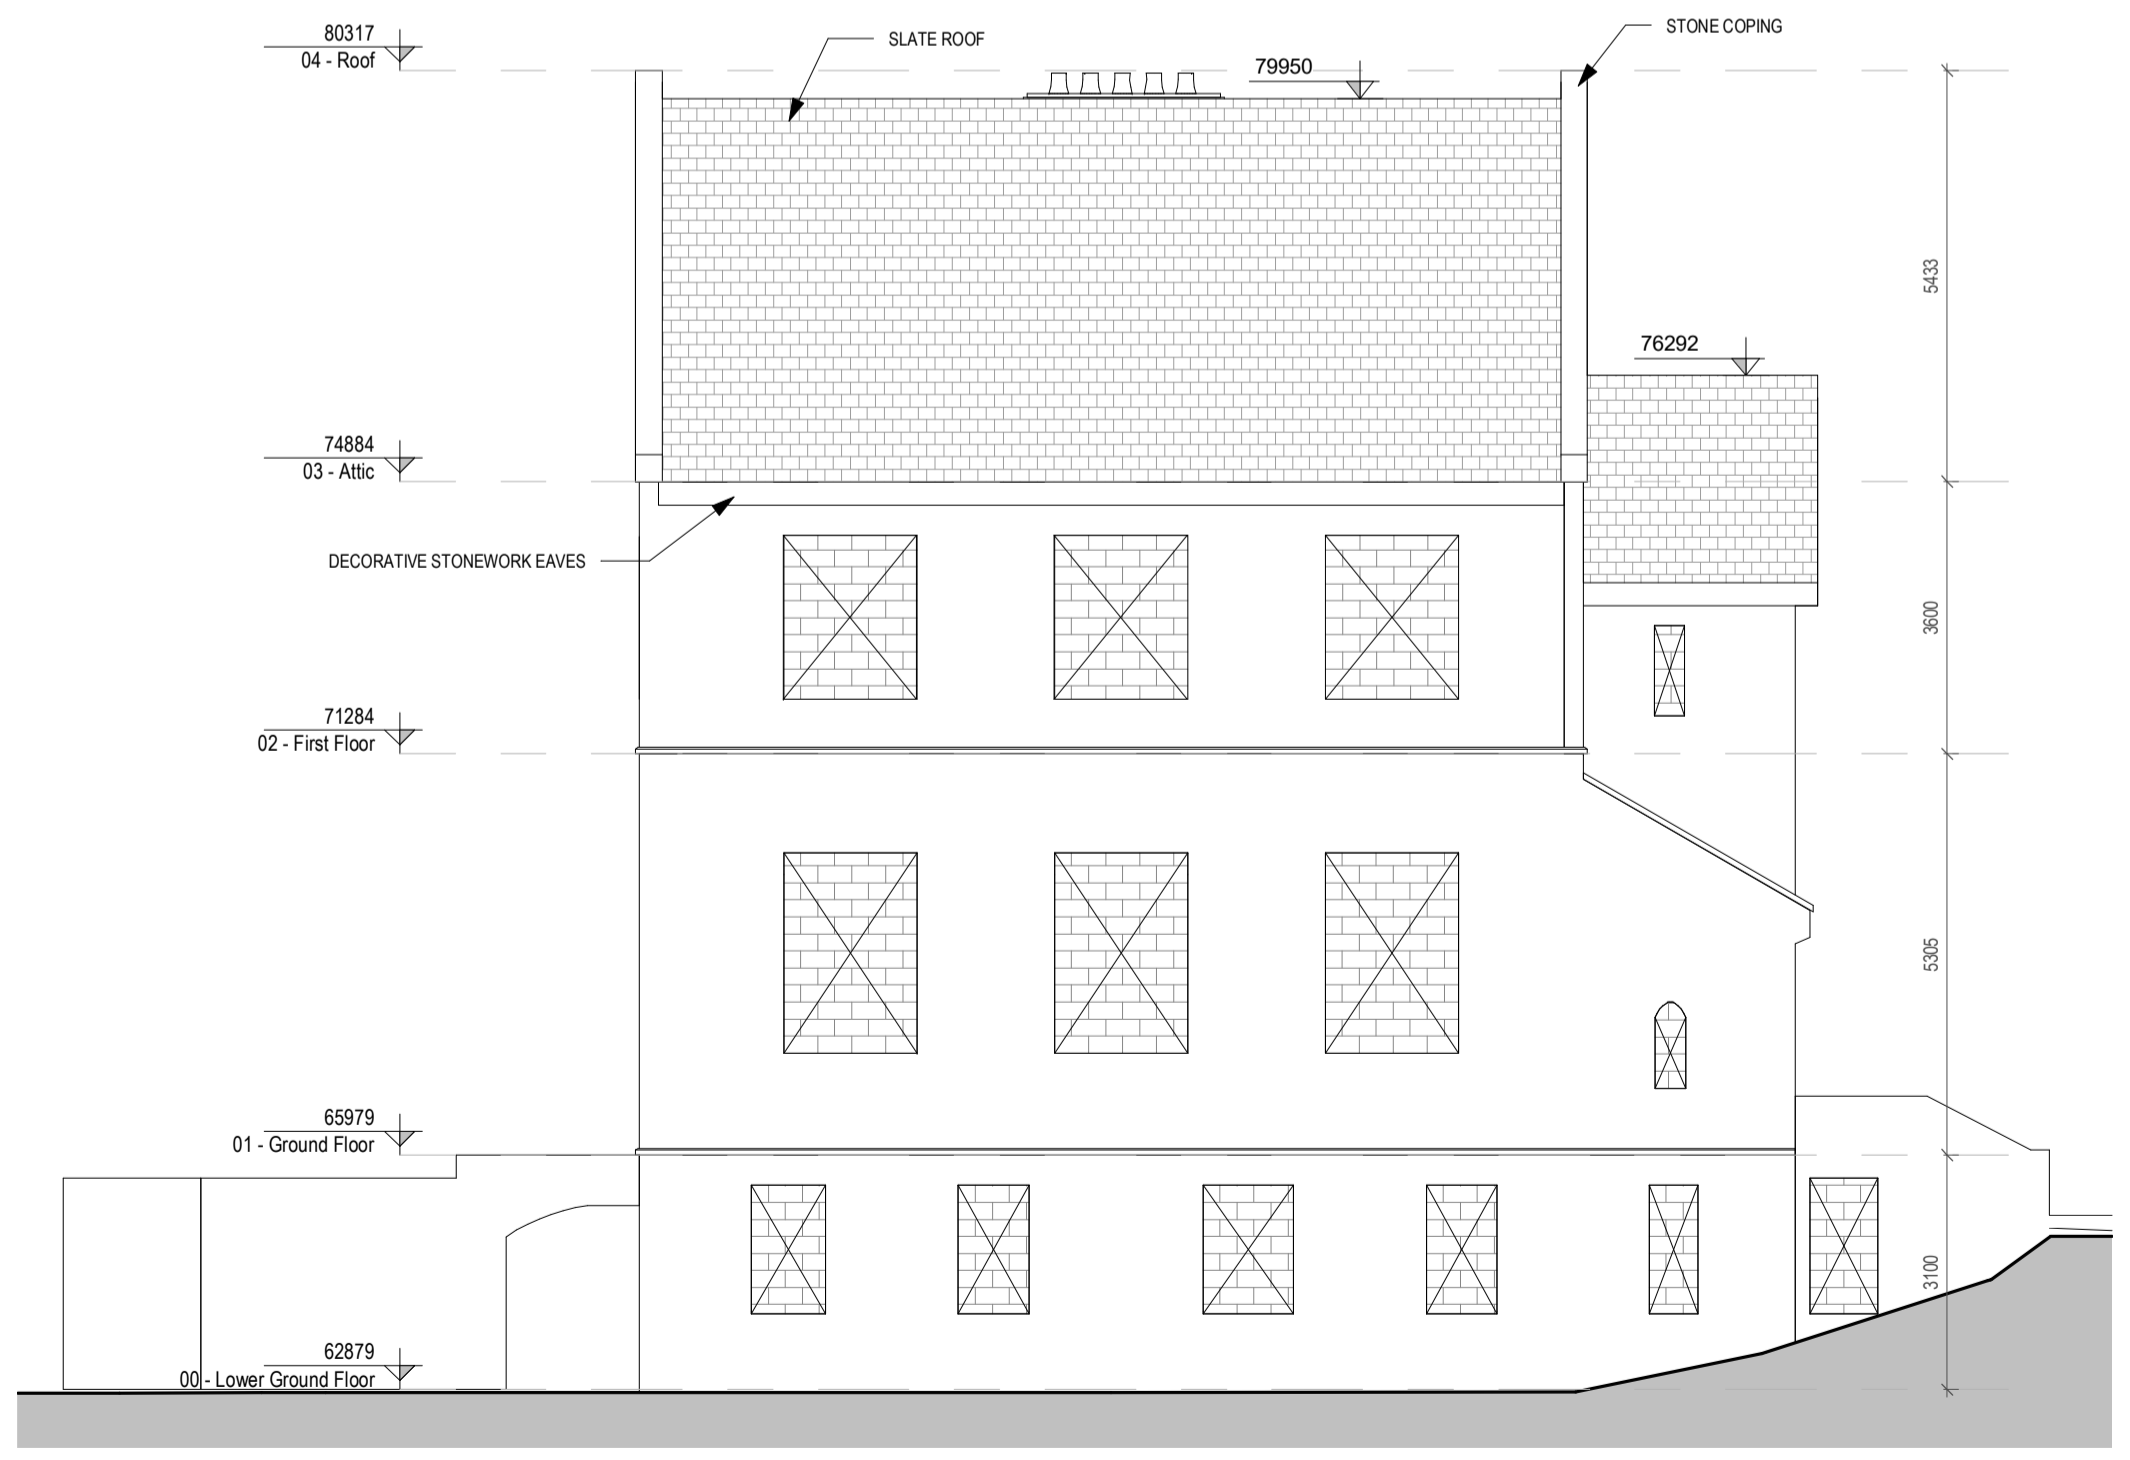 80317
04 - Roof
SLATE ROOF
STONE COPING
79950
5433
76292
74884
03 - Attic
DECORATIVE STONEWORK EAVES
3600
71284
02 - First Floor
5305
65979
01 - Ground Floor
3100
62879
00 - Lower Ground Floor